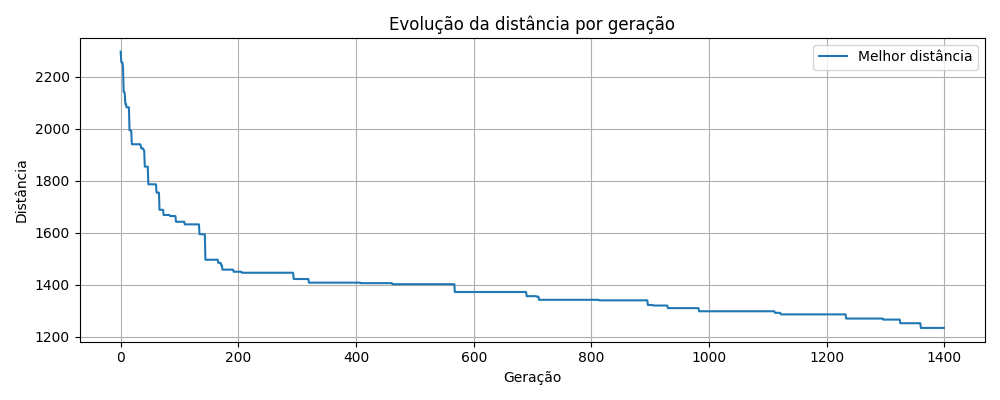 Evolução da distância por geração
Melhor distância
Distância
2200
2000
1800
1600
1400
1200
0 200 400 600 800 1000 1200 1400
Geração